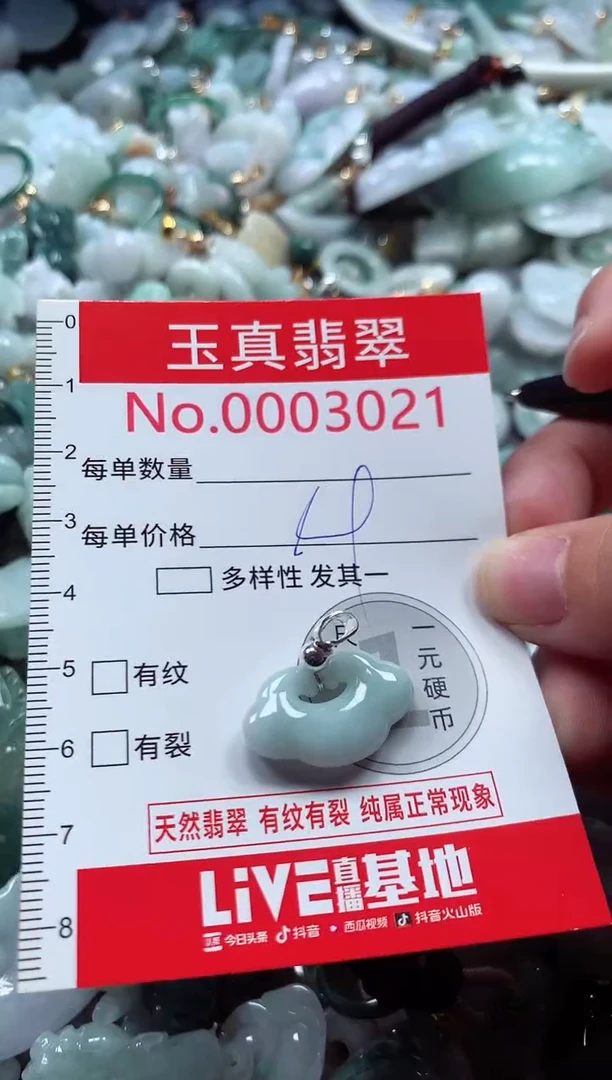 玉真翡翠
No.0003021
每单数量
每单价格 4
多样性 发其一
一元硬币
有纹
有裂
天然翡翠 有纹有裂 纯属正常现象
LiVE直播基地
今日头条 抖音 西瓜视频 抖音火山版
0
1
2
3
4
5
6
7
8